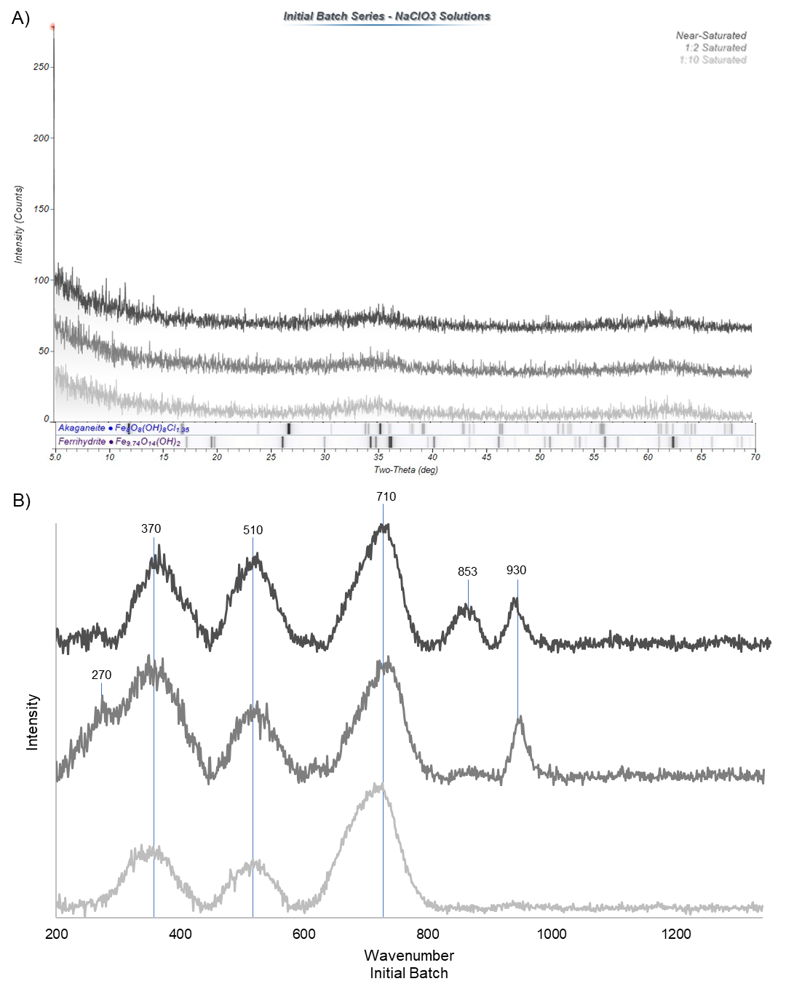 A)
Initial Batch Series - NaClO3 Solutions
Near-Saturated
1:2 Saturated
1:10 Saturated
250
200
150
100
50
0
Intensity (Counts)
Akaganeite ● Fe8O8(OH)8Cl1.35
Ferrihydrite ● Fe9.74O14(OH)2
5.0 10 15 20 25 30 35 40 45 50 55 60 65 70
Two-Theta (deg)
B)
710
370 510
853 930
270
Intensity
200 400 600 800 1000 1200
Wavenumber
Initial Batch